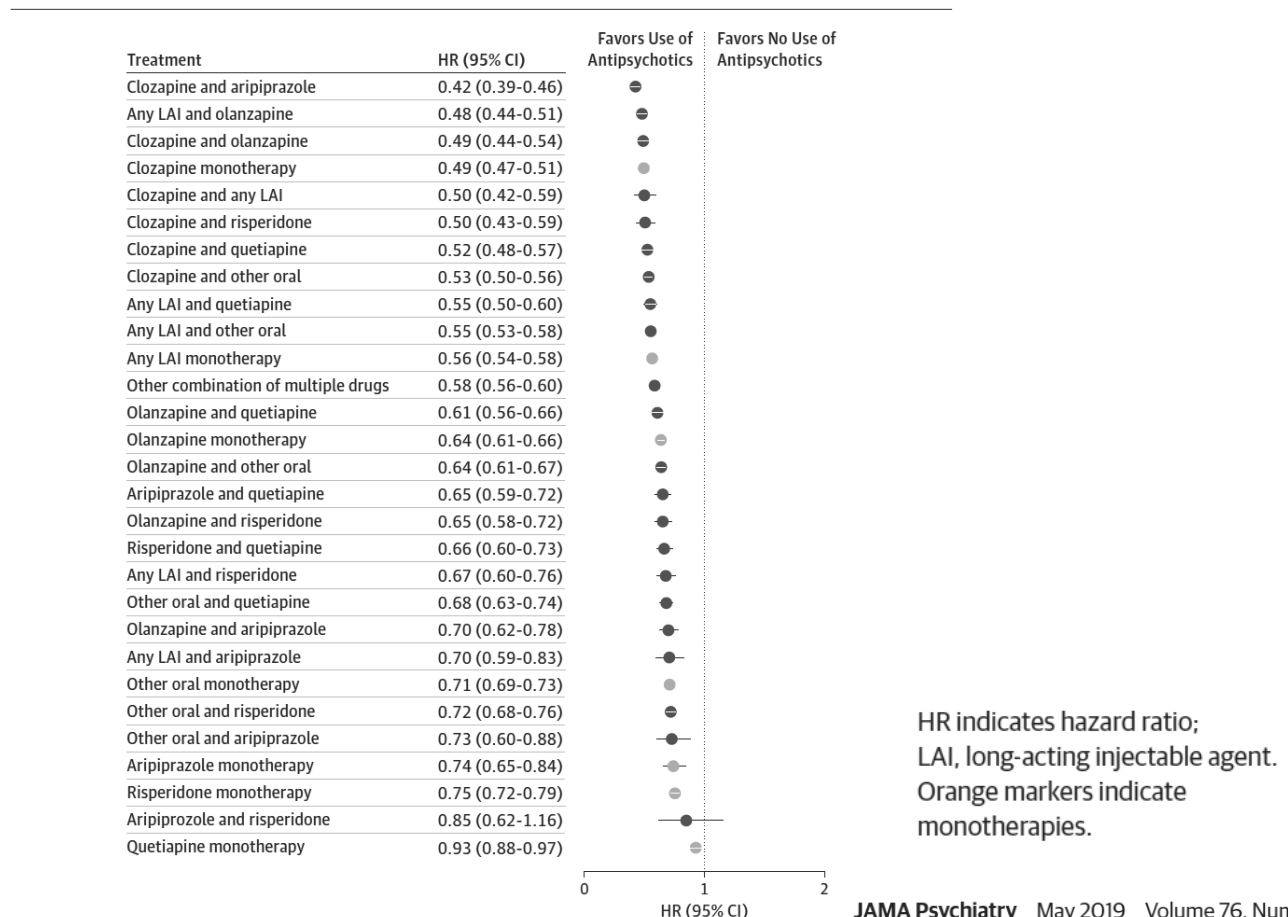 Favors Use of Antipsychotics
Favors No Use of Antipsychotics
Treatment HR (95% CI)
Clozapine and aripiprazole 0.42 (0.39-0.46)
Any LAI and olanzapine 0.48 (0.44-0.51)
Clozapine and olanzapine 0.49 (0.44-0.54)
Clozapine monotherapy 0.49 (0.47-0.51)
Clozapine and any LAI 0.50 (0.42-0.59)
Clozapine and risperidone 0.50 (0.43-0.59)
Clozapine and quetiapine 0.52 (0.48-0.57)
Clozapine and other oral 0.53 (0.50-0.56)
Any LAI and quetiapine 0.55 (0.50-0.60)
Any LAI and other oral 0.55 (0.53-0.58)
Any LAI monotherapy 0.56 (0.54-0.58)
Other combination of multiple drugs 0.58 (0.56-0.60)
Olanzapine and quetiapine 0.61 (0.56-0.66)
Olanzapine monotherapy 0.64 (0.61-0.66)
Olanzapine and other oral 0.64 (0.61-0.67)
Aripiprazole and quetiapine 0.65 (0.59-0.72)
Olanzapine and risperidone 0.65 (0.58-0.72)
Risperidone and quetiapine 0.66 (0.60-0.73)
Any LAI and risperidone 0.67 (0.60-0.76)
Other oral and quetiapine 0.68 (0.63-0.74)
Olanzapine and aripiprazole 0.70 (0.62-0.78)
Any LAI and aripiprazole 0.70 (0.59-0.83)
Other oral monotherapy 0.71 (0.69-0.73)
Other oral and risperidone 0.72 (0.68-0.76)
Other oral and aripiprazole 0.73 (0.60-0.88)
Aripiprazole monotherapy 0.74 (0.65-0.84)
Risperidone monotherapy 0.75 (0.72-0.79)
Aripiprozole and risperidone 0.85 (0.62-1.16)
Quetiapine monotherapy 0.93 (0.88-0.97)
0 1 2
HR (95% CI)
HR indicates hazard ratio;
LAI, long-acting injectable agent.
Orange markers indicate
monotherapies.
JAMA Psychiatry May 2019 Volume 76, Num